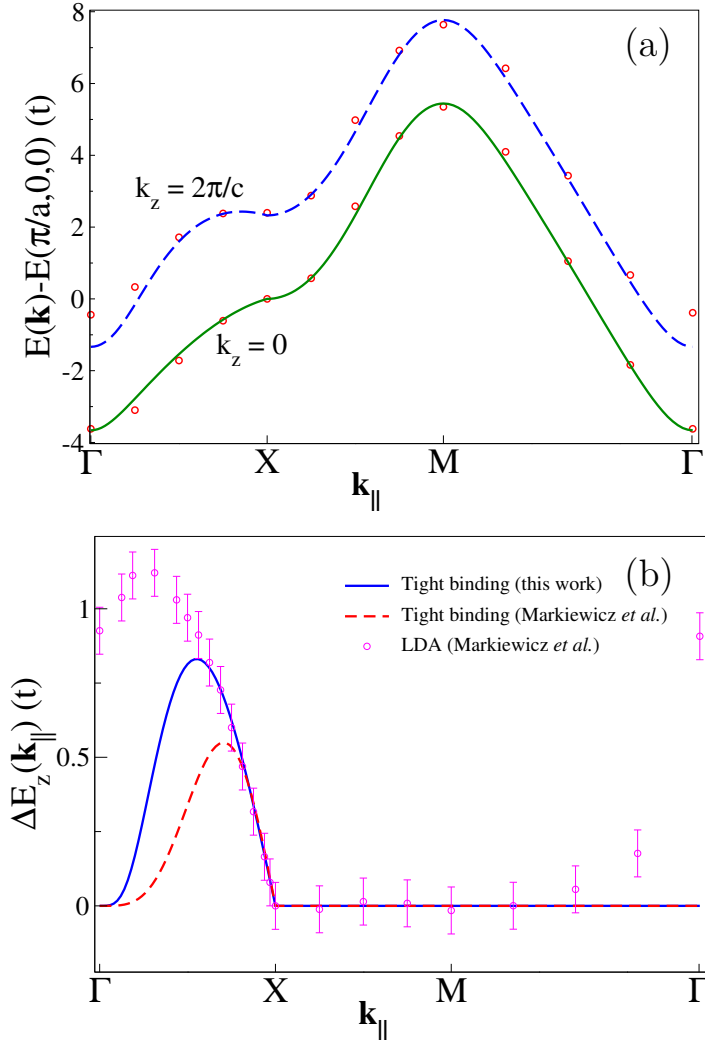 (a)
E(k)-E(π/a,0,0) (t)
8
6
4
2
0
-2
-4
k_z = 2π/c
k_z = 0
Γ X M Γ
k_||
(b)
Tight binding (this work)
Tight binding (Markiewicz et al.)
LDA (Markiewicz et al.)
ΔE_z(k_||) (t)
1
0.5
0
Γ X M Γ
k_||